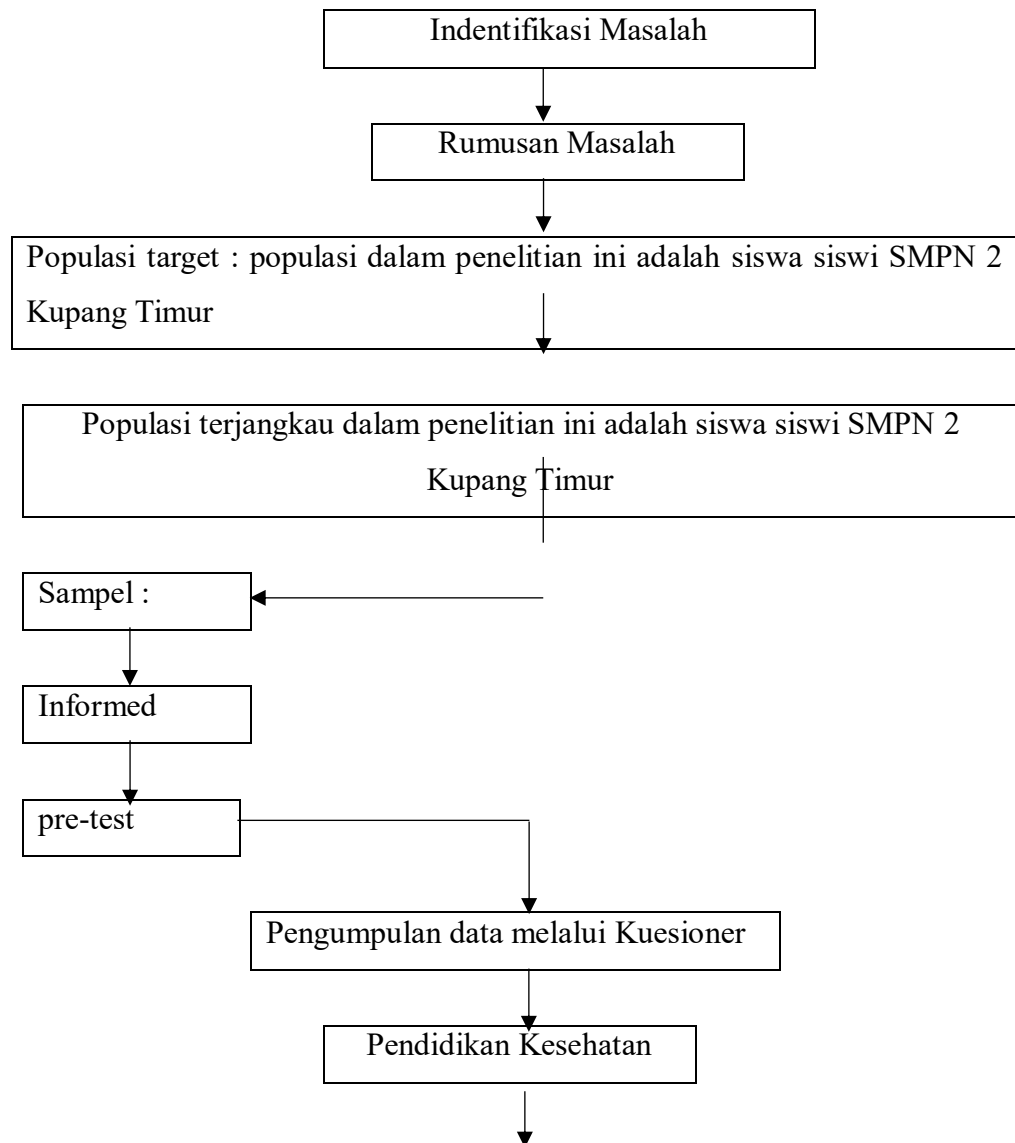 Indentifikasi Masalah
Rumusan Masalah
Populasi target : populasi dalam penelitian ini adalah siswa siswi SMPN 2
Kupang Timur
Populasi terjangkau dalam penelitian ini adalah siswa siswi SMPN 2
Kupang Timur
Sampel :
Informed
pre-test
Pengumpulan data melalui Kuesioner
Pendidikan Kesehatan